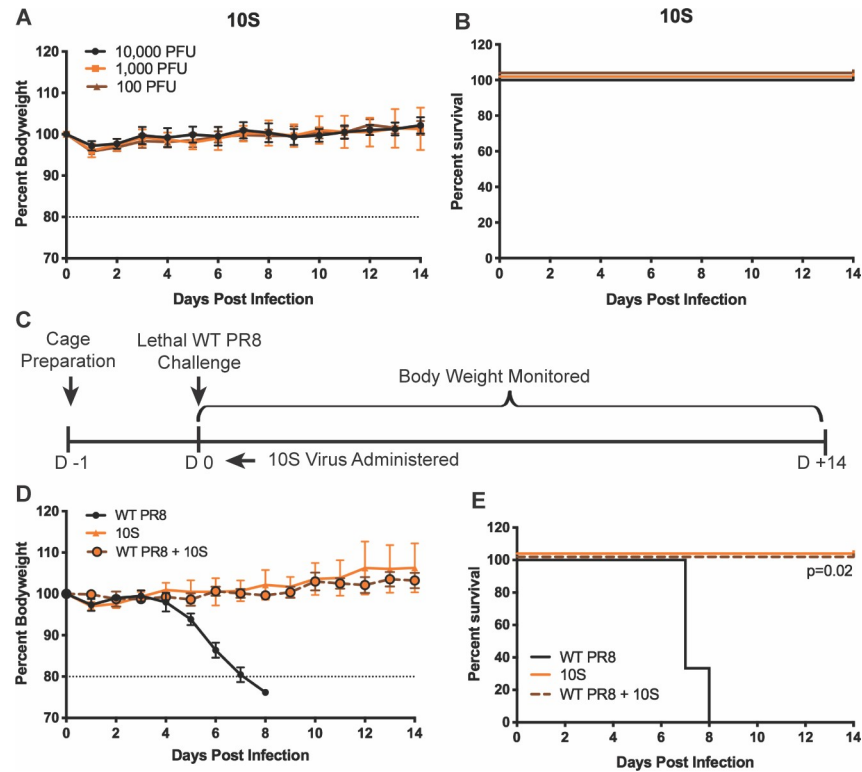 A
10S
10,000 PFU
1,000 PFU
100 PFU
Percent Bodyweight
120
110
100
90
80
70
0 2 4 6 8 10 12 14
Days Post Infection
B
10S
Percent survival
120
100
80
60
40
20
0
0 2 4 6 8 10 12 14
Days Post Infection
C
Cage
Preparation
Lethal WT PR8
Challenge
Body Weight Monitored
D -1
D 0
10S Virus Administered
D +14
D
WT PR8
10S
WT PR8 + 10S
Percent Bodyweight
120
110
100
90
80
70
0 2 4 6 8 10 12 14
Days Post Infection
E
Percent survival
120
100
80
60
40
20
0
p=0.02
WT PR8
10S
WT PR8 + 10S
0 2 4 6 8 10 12 14
Days Post Infection